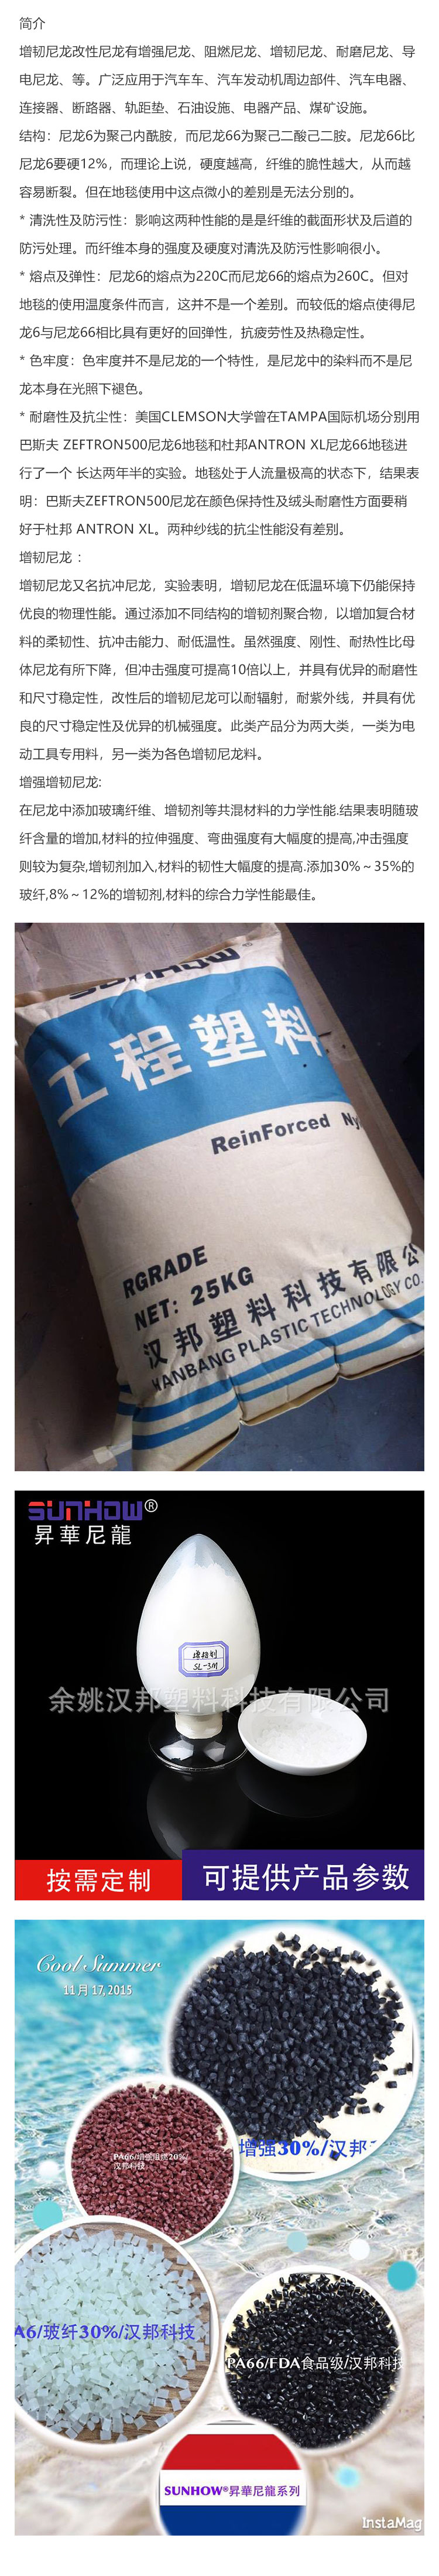 简介
增韧尼龙改性尼龙有增强尼龙、阻燃尼龙、增韧尼龙、耐磨尼龙、导
电尼龙、等。广泛应用于汽车车、汽车发动机周边部件、汽车电器、
连接器、断路器、轨距垫、石油设施、电器产品、煤矿设施。
结构：尼龙6为聚己内酰胺，而尼龙66为聚己二酸己二胺。尼龙66比
尼龙6要硬12%，而理论上说，硬度越高，纤维的脆性越大，从而越
容易断裂。但在地毯使用中这点微小的差别是无法分别的。
* 清洗性及防污性：影响这两种性能的是是纤维的截面形状及后道的
防污处理。而纤维本身的强度及硬度对清洗及防污性影响很小。
* 熔点及弹性：尼龙6的熔点为220C而尼龙66的熔点为260C。但对
地毯的使用温度条件而言，这并不是一个差别。而较低的熔点使得尼
龙6与尼龙66相比具有更好的回弹性，抗疲劳性及热稳定性。
* 色牢度：色牢度并不是尼龙的一个特性，是尼龙中的染料而不是尼
龙本身在光照下褪色。
* 耐磨性及抗尘性：美国CLEMSON大学曾在TAMPA国际机场分别用
巴斯夫 ZEFTRON500尼龙6地毯和杜邦ANTRON XL尼龙66地毯进
行了一个 长达两年半的实验。地毯处于人流量极高的状态下，结果表
明：巴斯夫ZEFTRON500尼龙在颜色保持性及绒头耐磨性方面要稍
好于杜邦 ANTRON XL。两种纱线的抗尘性能没有差别。
增韧尼龙 ：
增韧尼龙又名抗冲尼龙，实验表明，增韧尼龙在低温环境下仍能保持
优良的物理性能。通过添加不同结构的增韧剂聚合物，以增加复合材
料的柔韧性、抗冲击能力、耐低温性。虽然强度、刚性、耐热性比母
体尼龙有所下降，但冲击强度可提高10倍以上，并具有优异的耐磨性
和尺寸稳定性，改性后的增韧尼龙可以耐辐射，耐紫外线，并具有优
良的尺寸稳定性及优异的机械强度。此类产品分为两大类，一类为电
动工具专用料，另一类为各色增韧尼龙料。
增强增韧尼龙:
在尼龙中添加玻璃纤维、增韧剂等共混材料的力学性能.结果表明随玻
纤含量的增加,材料的拉伸强度、弯曲强度有大幅度的提高,冲击强度
则较为复杂,增韧剂加入,材料的韧性大幅度的提高.添加30%～35%的
玻纤,8%～12%的增韧剂,材料的综合力学性能最佳。
SUNHOW
工程塑料
ReinForced Ny
RGRADE
NET: 25KG
汉邦塑料科技有限公
HANBANG PLASTIC TECHNOLOGY CO.
SUNHOW®
昇華尼龍
SL-3M
余姚汉邦塑料科技有限公司
按需定制
可提供产品参数
Cool Summer
11月17, 2015
增强30%/汉邦
PA66/增强阻燃20%/
汉邦科技
A6/玻纤30%/汉邦科技
PA66/FDA食品级/汉邦科技
SUNHOW®昇華尼龍系列
InstaMag